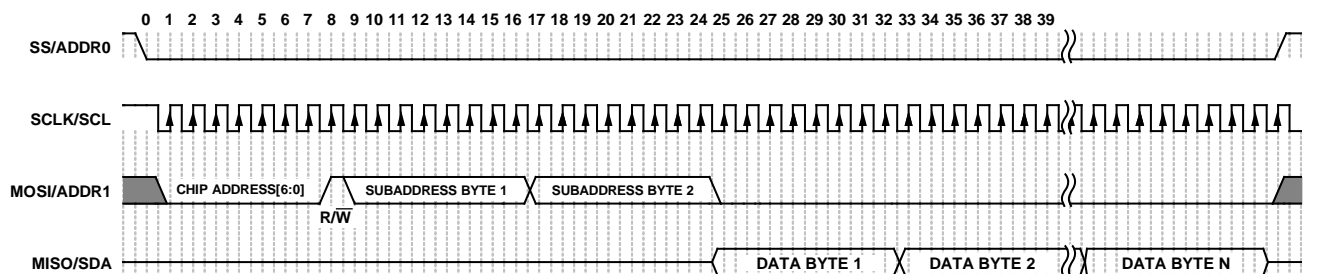 0 1 2 3 4 5 6 7 8 9 10 11 12 13 14 15 16 17 18 19 20 21 22 23 24 25 26 27 28 29 30 31 32 33 34 35 36 37 38 39
SS/ADDR0
SCLK/SCL
MOSI/ADDR1 CHIP ADDRESS[6:0] SUBADDRESS BYTE 1 SUBADDRESS BYTE 2
R/W̅
MISO/SDA DATA BYTE 1 DATA BYTE 2 DATA BYTE N